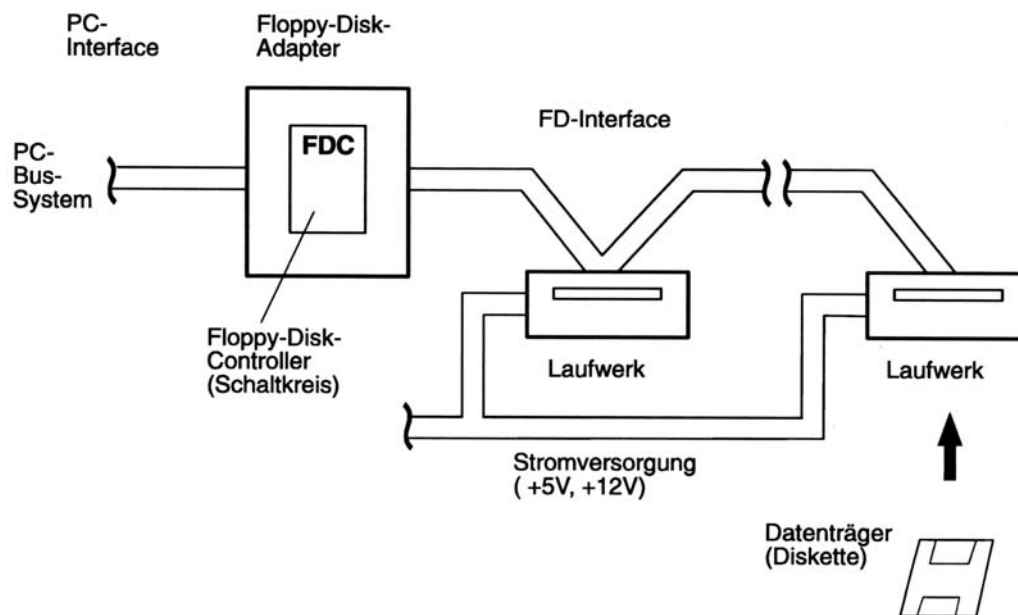 PC-
Interface
Floppy-Disk-
Adapter
FDC
FD-Interface
PC-
Bus-
System
Floppy-Disk-
Controller
(Schaltkreis)
Laufwerk
Laufwerk
Stromversorgung
( +5V, +12V)
Datenträger
(Diskette)